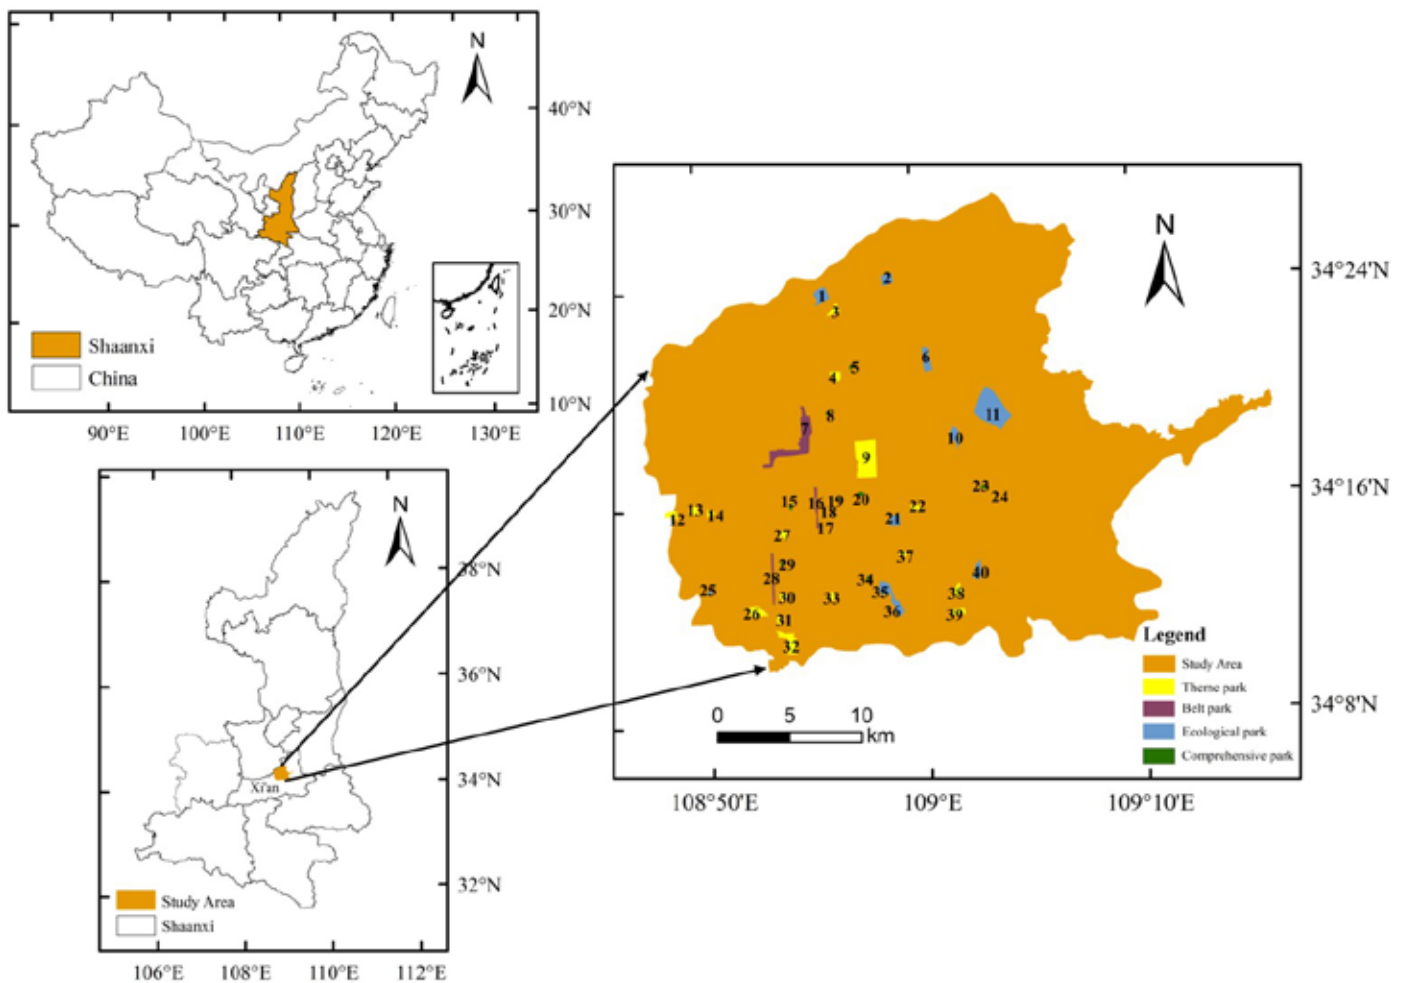 N
40°N
30°N
20°N
10°N
Shaanxi
China
90°E
100°E
110°E
120°E
130°E
N
38°N
36°N
34°N
32°N
Xi'an
Study Area
Shaanxi
106°E
108°E
110°E
112°E
N
34°24'N
34°16'N
34°8'N
2
1
3
6
5
4
11
8
7
10
9
23
24
15
16
19
20
18
22
13
14
12
21
17
27
37
29
40
28
34
25
35
38
30
33
26
36
39
31
32
Legend
Study Area
Theme park
Belt park
Ecological park
Comprehensive park
0 5 10
km
108°50'E
109°E
109°10'E